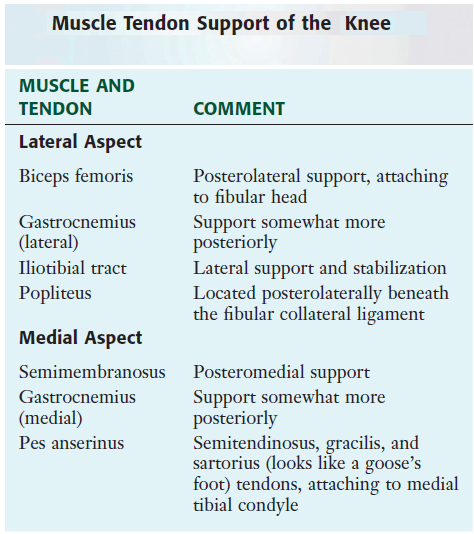 Muscle Tendon Support of the Knee
MUSCLE AND
TENDON COMMENT
Lateral Aspect
Biceps femoris Posterolateral support, attaching
to fibular head
Gastrocnemius Support somewhat more
(lateral) posteriorly
Iliotibial tract Lateral support and stabilization
Popliteus Located posterolaterally beneath
the fibular collateral ligament
Medial Aspect
Semimembranosus Posteromedial support
Gastrocnemius Support somewhat more
(medial) posteriorly
Pes anserinus Semitendinosus, gracilis, and
sartorius (looks like a goose's
foot) tendons, attaching to medial
tibial condyle